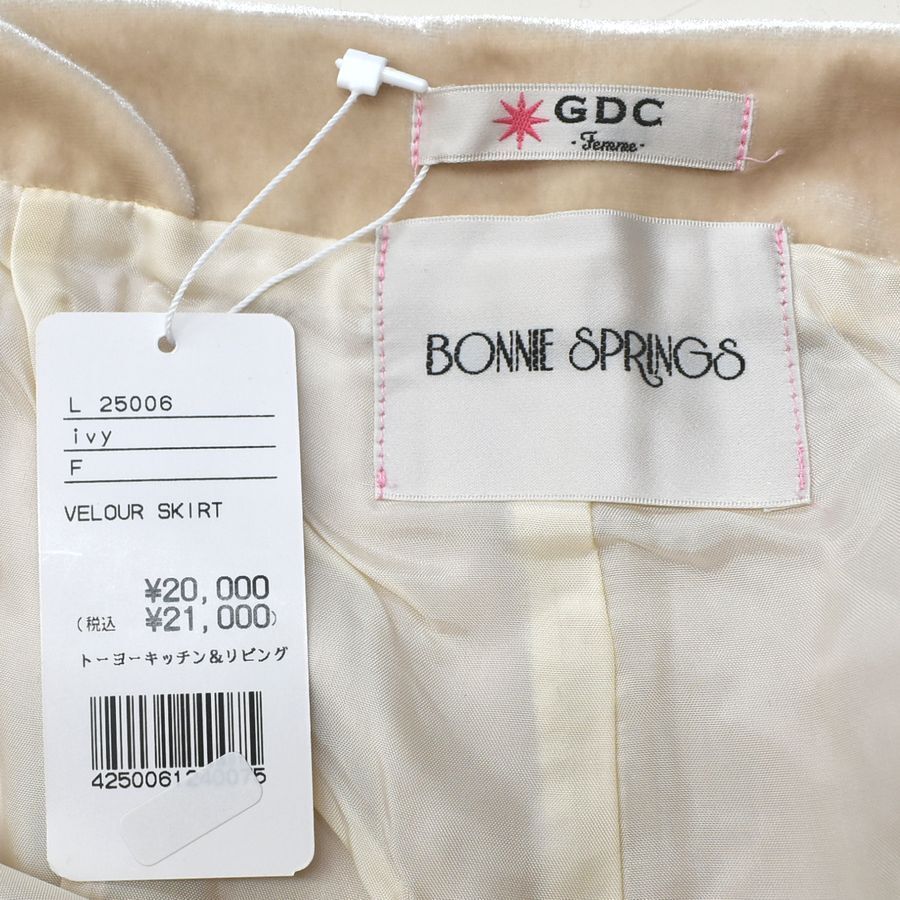 GDC
- Femme -
BONNIE SPRINGS
L 25006
ivy
F
VELOUR SKIRT
¥20,000
(税込 ¥21,000)
トーヨーキッチン&リビング
4250061240075